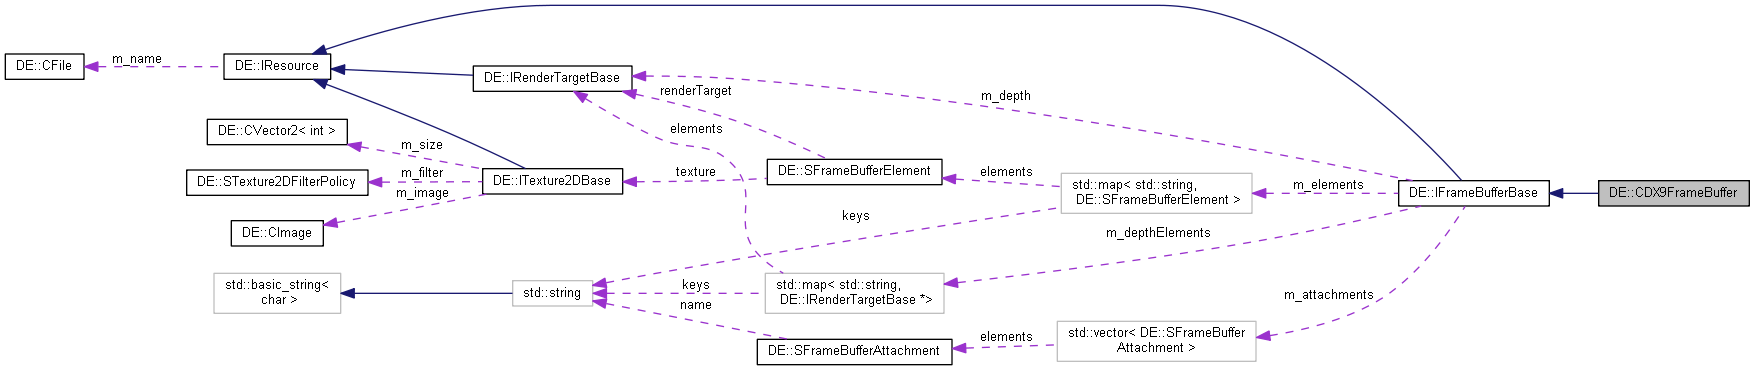 DE::CFile
m_name
DE::IResource
DE::IRenderTargetBase
renderTarget
m_depth
elements
DE::CVector2< int >
m_size
DE::STexture2DFilterPolicy
m_filter
m_image
DE::ITexture2DBase
texture
DE::SFrameBufferElement
elements
std::map< std::string,
DE::SFrameBufferElement >
m_elements
DE::IFrameBufferBase
DE::CDX9FrameBuffer
DE::CImage
keys
m_depthElements
std::basic_string<
char >
std::string
keys
name
std::map< std::string,
DE::IRenderTargetBase *>
m_attachments
DE::SFrameBufferAttachment
elements
std::vector< DE::SFrameBuffer
Attachment >